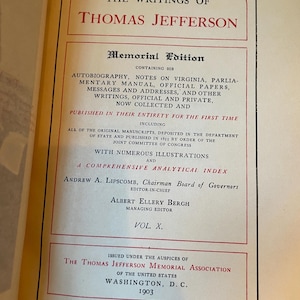 THE WRITINGS OF
THOMAS JEFFERSON
Memorial Edition
CONTAINING HIS
AUTOBIOGRAPHY, NOTES ON VIRGINIA, PARLIA-
MENTARY MANUAL, OFFICIAL PAPERS,
MESSAGES AND ADDRESSES, AND OTHER
WRITINGS, OFFICIAL AND PRIVATE,
NOW COLLECTED AND
PUBLISHED IN THEIR ENTIRETY FOR THE FIRST TIME
INCLUDING
ALL OF THE ORIGINAL MANUSCRIPTS, DEPOSITED IN THE DEPARTMENT
OF STATE AND PUBLISHED IN 1853 BY ORDER OF THE
JOINT COMMITTEE OF CONGRESS
WITH NUMEROUS ILLUSTRATIONS
AND
A COMPREHENSIVE ANALYTICAL INDEX
ANDREW A. LIPSCOMB, Chairman Board of Governors
EDITOR-IN-CHIEF
ALBERT ELLERY BERGH
MANAGING EDITOR
VOL. X.
ISSUED UNDER THE AUSPICES OF
THE THOMAS JEFFERSON MEMORIAL ASSOCIATION
OF THE UNITED STATES
WASHINGTON, D. C.
1903